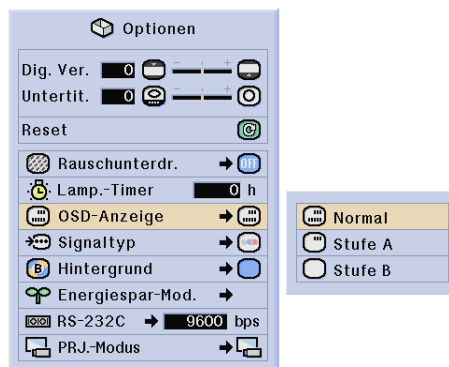 Optionen
Dig. Ver. 0 - +
Untertit. 0 - +
Reset
Rauschunterdr. OFF
Lamp.-Timer 0 h
OSD-Anzeige
Signaltyp
B Hintergrund
Energiespar-Mod.
RS-232C 9600 bps
PRJ.-Modus
Normal
Stufe A
Stufe B